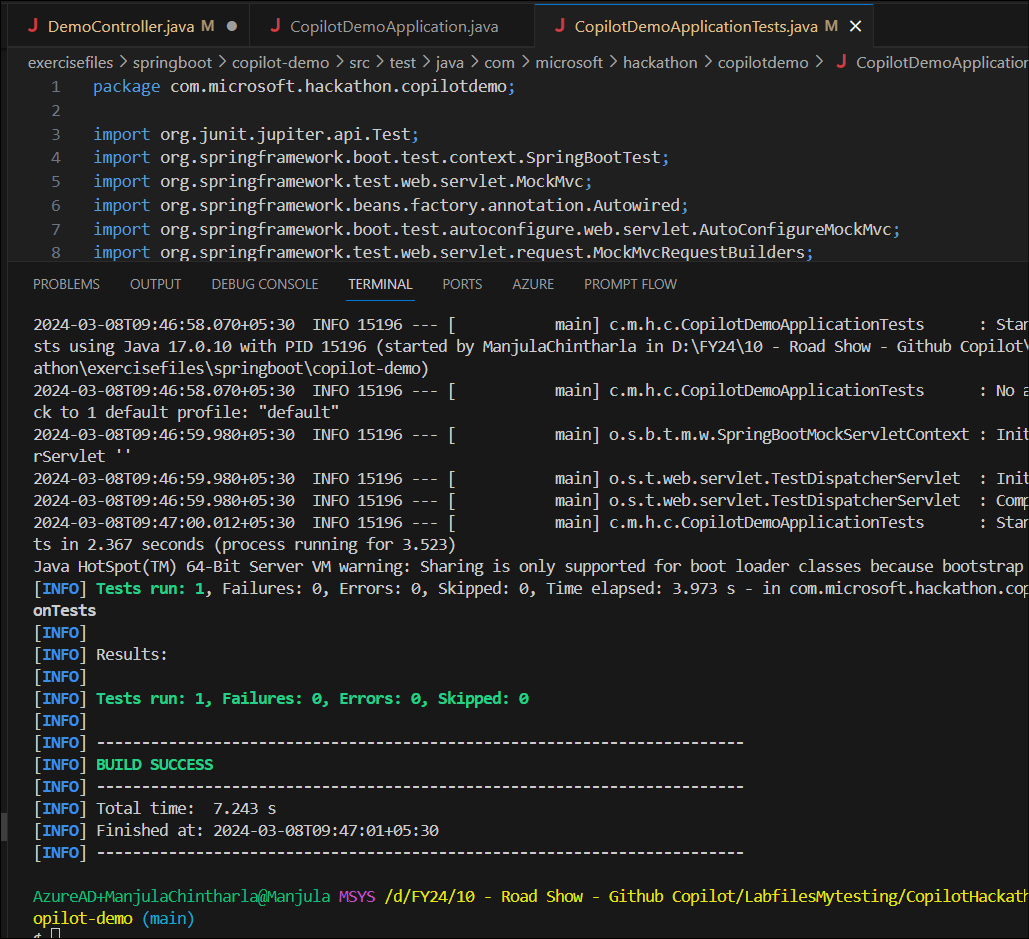 J DemoController.java M ● J CopilotDemoApplication.java J CopilotDemoApplicationTests.java M ×
exercisefiles > springboot > copilot-demo > src > test > java > com > microsoft > hackathon > copilotdemo > J CopilotDemoApplication
1 package com.microsoft.hackathon.copilotdemo;
2
3 import org.junit.jupiter.api.Test;
4 import org.springframework.boot.test.context.SpringBootTest;
5 import org.springframework.test.web.servlet.MockMvc;
6 import org.springframework.beans.factory.annotation.Autowired;
7 import org.springframework.boot.test.autoconfigure.web.servlet.AutoConfigureMockMvc;
8 import org.springframework.test.web.servlet.request.MockMvcRequestBuilders;
PROBLEMS OUTPUT DEBUG CONSOLE TERMINAL PORTS AZURE PROMPT FLOW
2024-03-08T09:46:58.070+05:30  INFO 15196 --- [           main] c.m.h.c.CopilotDemoApplicationTests      : Star
sts using Java 17.0.10 with PID 15196 (started by ManjulaChintharla in D:\FY24\10 - Road Show - Github Copilot\
athon\exercisefiles\springboot\copilot-demo)
2024-03-08T09:46:58.070+05:30  INFO 15196 --- [           main] c.m.h.c.CopilotDemoApplicationTests      : No a
ck to 1 default profile: "default"
2024-03-08T09:46:59.980+05:30  INFO 15196 --- [           main] o.s.b.t.m.w.SpringBootMockServletContext : Init
rServlet ''
2024-03-08T09:46:59.980+05:30  INFO 15196 --- [           main] o.s.t.web.servlet.TestDispatcherServlet  : Init
2024-03-08T09:46:59.980+05:30  INFO 15196 --- [           main] o.s.t.web.servlet.TestDispatcherServlet  : Comp
2024-03-08T09:47:00.012+05:30  INFO 15196 --- [           main] c.m.h.c.CopilotDemoApplicationTests      : Star
ts in 2.367 seconds (process running for 3.523)
Java HotSpot(TM) 64-Bit Server VM warning: Sharing is only supported for boot loader classes because bootstrap
[INFO] Tests run: 1, Failures: 0, Errors: 0, Skipped: 0, Time elapsed: 3.973 s - in com.microsoft.hackathon.cop
onTests
[INFO]
[INFO] Results:
[INFO]
[INFO] Tests run: 1, Failures: 0, Errors: 0, Skipped: 0
[INFO]
[INFO] ------------------------------------------------------------------------
[INFO] BUILD SUCCESS
[INFO] ------------------------------------------------------------------------
[INFO] Total time:  7.243 s
[INFO] Finished at: 2024-03-08T09:47:01+05:30
[INFO] ------------------------------------------------------------------------
AzureAD+ManjulaChintharla@Manjula MSYS /d/FY24/10 - Road Show - Github Copilot/LabfilesMytesting/CopilotHackath
opilot-demo (main)
$